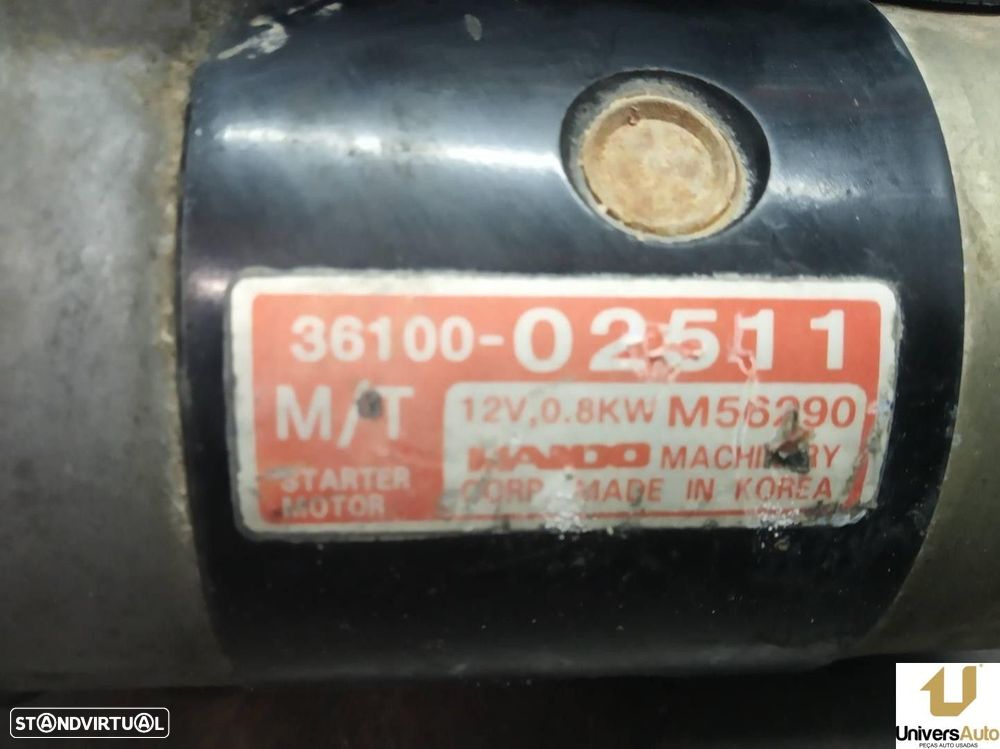 36100-02511
M/T
12V, 0.8KW M56290
MANDO MACHINERY
CORP. MADE IN KOREA
STARTER
MOTOR
STANDVIRTUAL
UniversAuto
PEÇAS AUTO USADAS